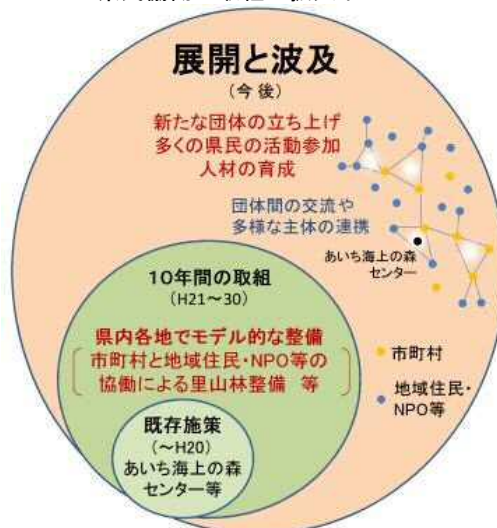 展開と波及
(今後)
新たな団体の立ち上げ
多くの県民の活動参加
人材の育成
団体間の交流や
多様な主体の連携
あいち海上の森
センター
10年間の取組
(H21～30)
県内各地でモデル的な整備
市町村と地域住民・NPO等の
協働による里山林整備 等
市町村
地域住民・
NPO等
既存施策
(～H20)
あいち海上の森
センター等